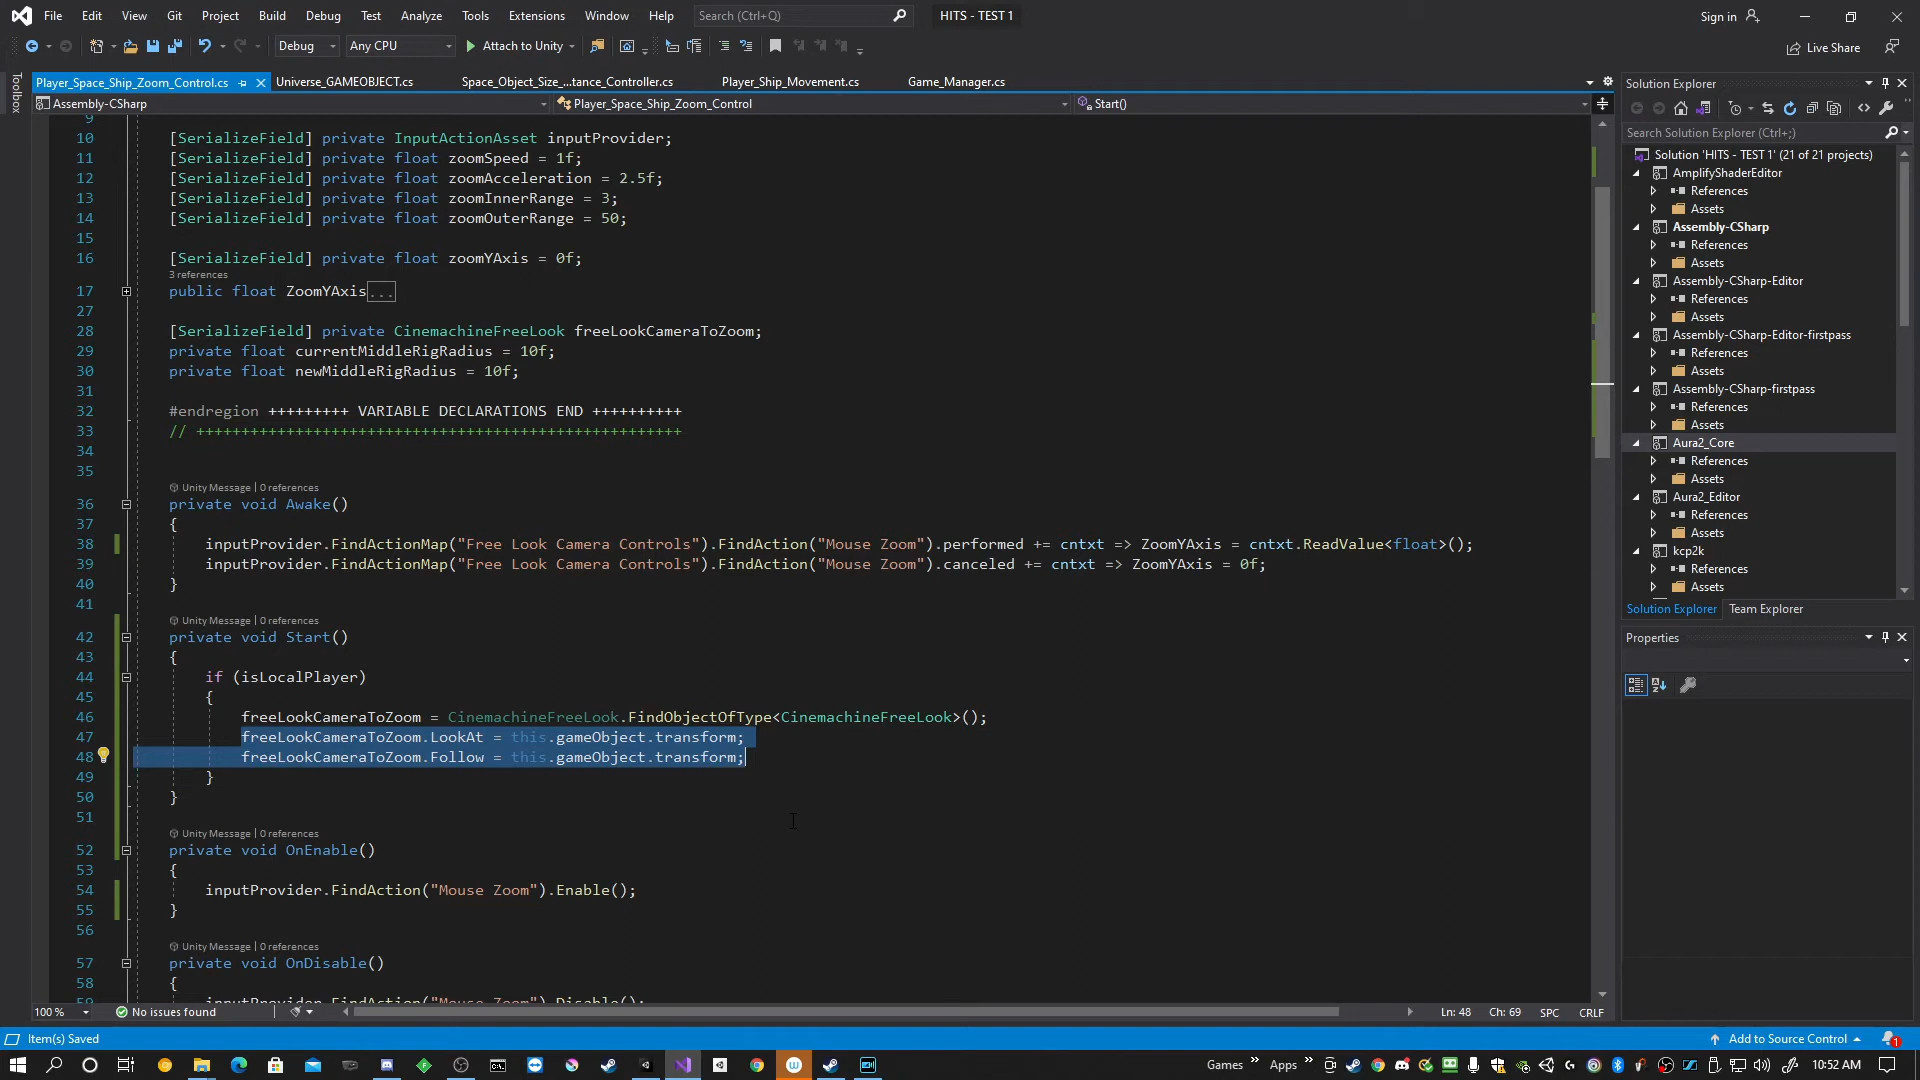 File Edit View Git Project Build Debug Test Analyze Tools Extensions Window Help Search (Ctrl+Q) HITS - TEST 1 Sign in
Debug Any CPU Attach to Unity Live Share
Toolbox
Player_Space_Ship_Zoom_Control.cs Universe_GAMEOBJECT.cs Space_Object_Size_...tance_Controller.cs Player_Ship_Movement.cs Game_Manager.cs
Assembly-CSharp Player_Space_Ship_Zoom_Control Start()
9
10 [SerializeField] private InputActionAsset inputProvider;
11 [SerializeField] private float zoomSpeed = 1f;
12 [SerializeField] private float zoomAcceleration = 2.5f;
13 [SerializeField] private float zoomInnerRange = 3;
14 [SerializeField] private float zoomOuterRange = 50;
15
16 [SerializeField] private float zoomYAxis = 0f;
3 references
17 public float ZoomYAxis...
27
28 [SerializeField] private CinemachineFreeLook freeLookCameraToZoom;
29 private float currentMiddleRigRadius = 10f;
30 private float newMiddleRigRadius = 10f;
31
32 #endregion +++++++++ VARIABLE DECLARATIONS END ++++++++++
33 // ++++++++++++++++++++++++++++++++++++++++++++++++++++++
34
35
Unity Message | 0 references
36 private void Awake()
37 {
38 inputProvider.FindActionMap("Free Look Camera Controls").FindAction("Mouse Zoom").performed += cntxt => ZoomYAxis = cntxt.ReadValue<float>();
39 inputProvider.FindActionMap("Free Look Camera Controls").FindAction("Mouse Zoom").canceled += cntxt => ZoomYAxis = 0f;
40 }
41
Unity Message | 0 references
42 private void Start()
43 {
44 if (isLocalPlayer)
45 {
46 freeLookCameraToZoom = CinemachineFreeLook.FindObjectOfType<CinemachineFreeLook>();
47 freeLookCameraToZoom.LookAt = this.gameObject.transform;
48 freeLookCameraToZoom.Follow = this.gameObject.transform;
49 }
50 }
51
Unity Message | 0 references
52 private void OnEnable()
53 {
54 inputProvider.FindAction("Mouse Zoom").Enable();
55 }
56
Unity Message | 0 references
57 private void OnDisable()
58 {
59 inputProvider.FindAction("Mouse Zoom").Disable();
100 % No issues found Ln: 48 Ch: 69 SPC CRLF
Solution Explorer
Search Solution Explorer (Ctrl+;)
Solution 'HITS - TEST 1' (21 of 21 projects)
AmplifyShaderEditor
References
Assets
Assembly-CSharp
References
Assets
Assembly-CSharp-Editor
References
Assets
Assembly-CSharp-Editor-firstpass
References
Assets
Assembly-CSharp-firstpass
References
Assets
Aura2_Core
References
Assets
Aura2_Editor
References
Assets
kcp2k
References
Assets
Solution Explorer Team Explorer
Properties
Item(s) Saved Add to Source Control 1
Games Apps 10:52 AM